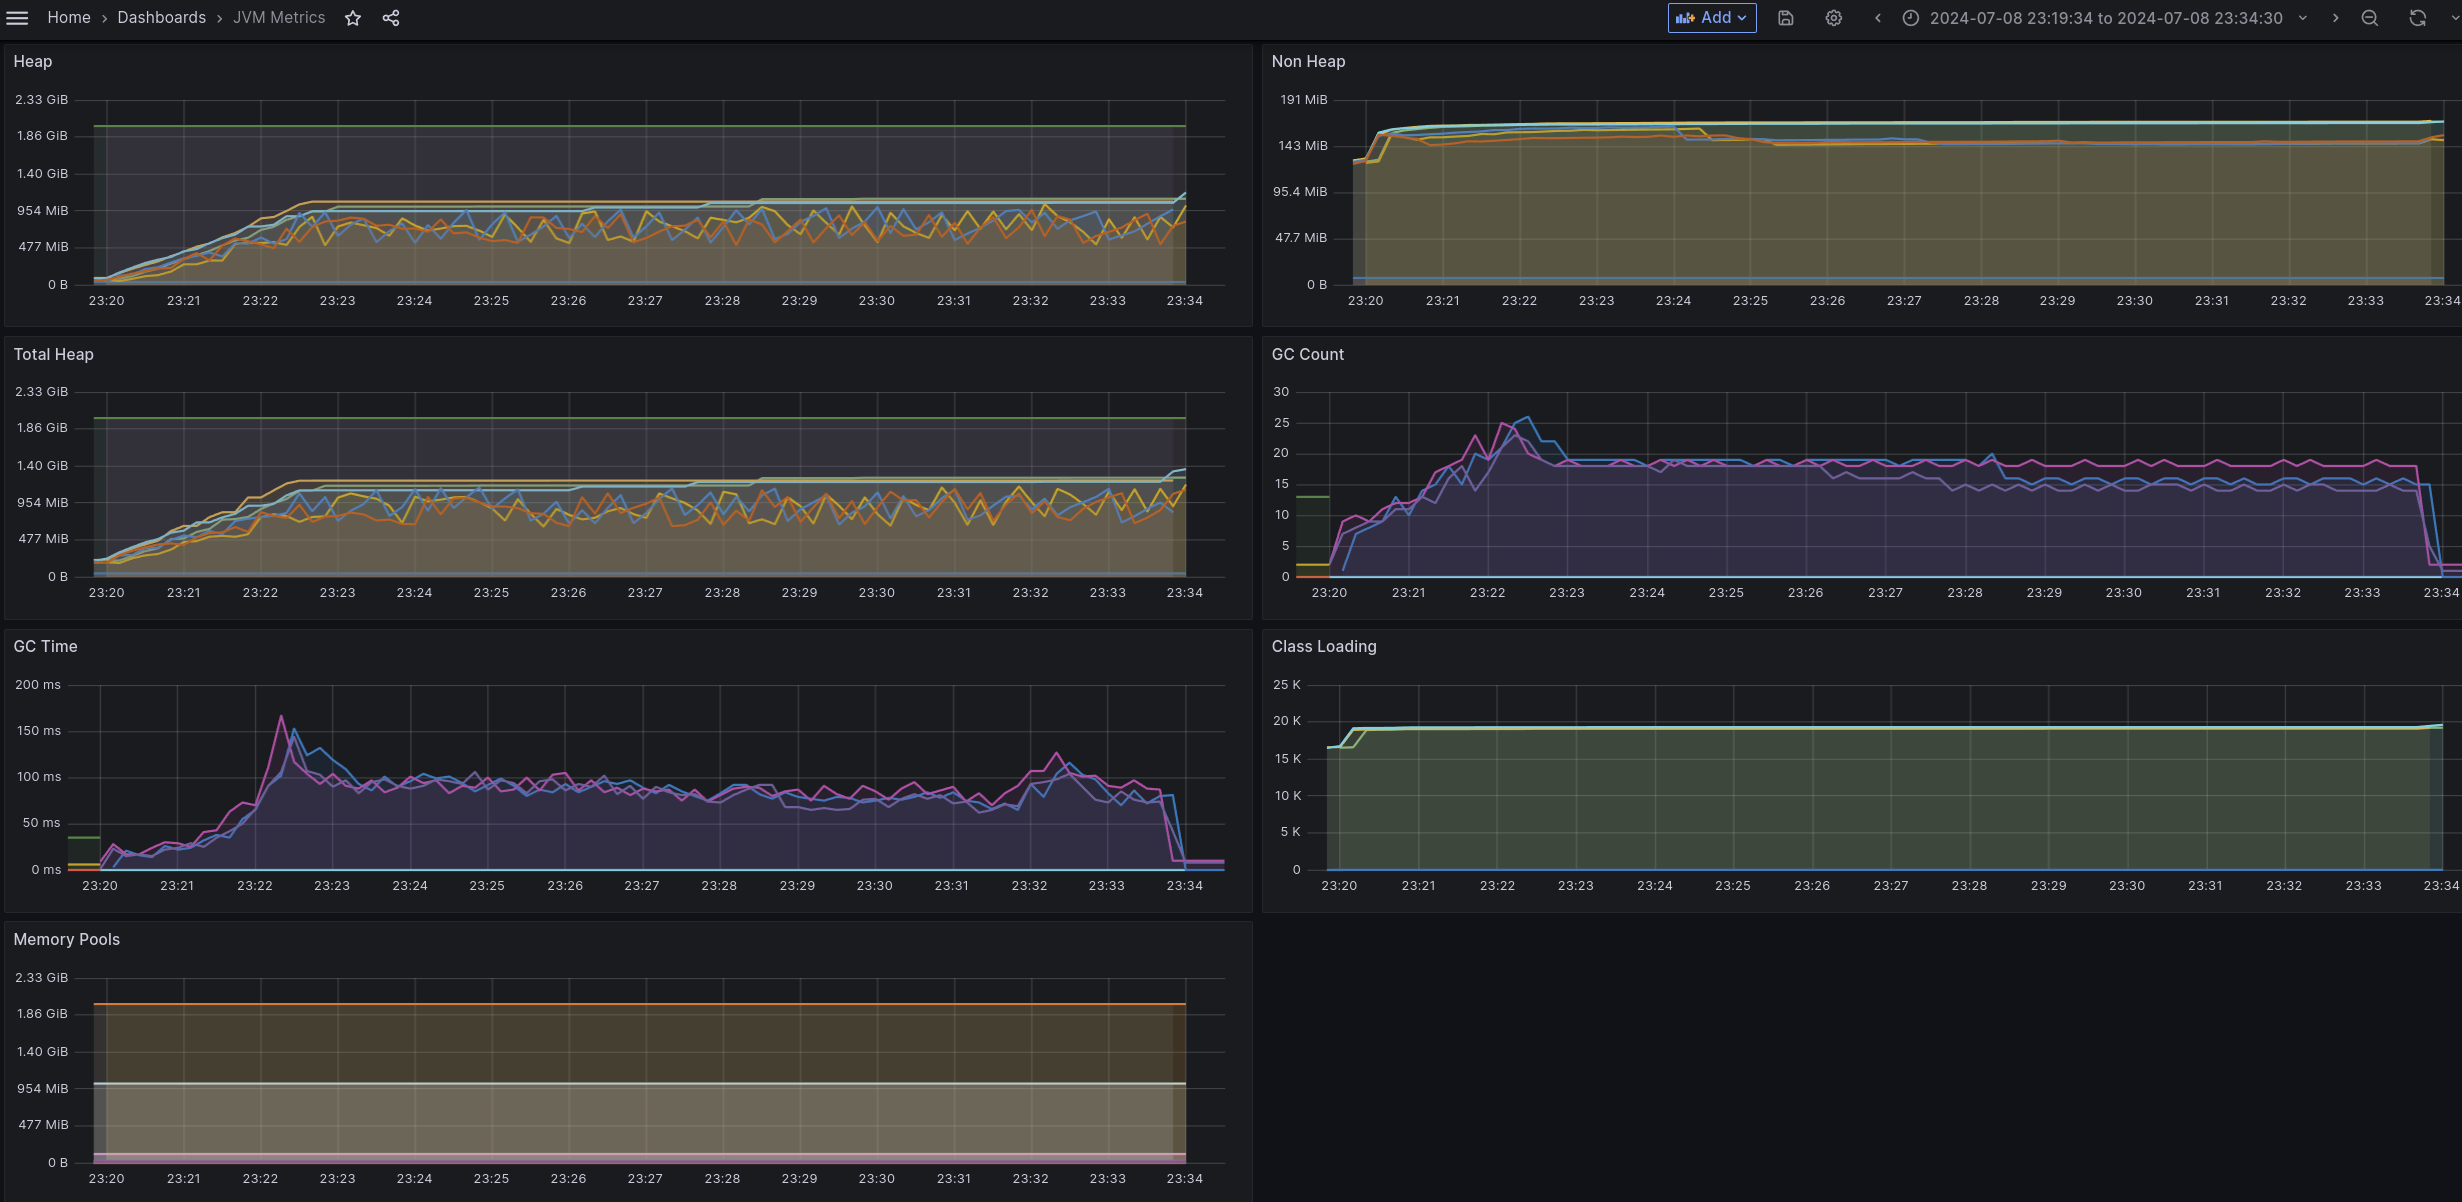 Home › Dashboards › JVM Metrics
Add
2024-07-08 23:19:34 to 2024-07-08 23:34:30
Heap
2.33 GiB
1.86 GiB
1.40 GiB
954 MiB
477 MiB
0 B
23:20 23:21 23:22 23:23 23:24 23:25 23:26 23:27 23:28 23:29 23:30 23:31 23:32 23:33 23:34
Non Heap
191 MiB
143 MiB
95.4 MiB
47.7 MiB
0 B
23:20 23:21 23:22 23:23 23:24 23:25 23:26 23:27 23:28 23:29 23:30 23:31 23:32 23:33 23:34
Total Heap
2.33 GiB
1.86 GiB
1.40 GiB
954 MiB
477 MiB
0 B
23:20 23:21 23:22 23:23 23:24 23:25 23:26 23:27 23:28 23:29 23:30 23:31 23:32 23:33 23:34
GC Count
30
25
20
15
10
5
0
23:20 23:21 23:22 23:23 23:24 23:25 23:26 23:27 23:28 23:29 23:30 23:31 23:32 23:33 23:34
GC Time
200 ms
150 ms
100 ms
50 ms
0 ms
23:20 23:21 23:22 23:23 23:24 23:25 23:26 23:27 23:28 23:29 23:30 23:31 23:32 23:33 23:34
Class Loading
25 K
20 K
15 K
10 K
5 K
0
23:20 23:21 23:22 23:23 23:24 23:25 23:26 23:27 23:28 23:29 23:30 23:31 23:32 23:33 23:34
Memory Pools
2.33 GiB
1.86 GiB
1.40 GiB
954 MiB
477 MiB
0 B
23:20 23:21 23:22 23:23 23:24 23:25 23:26 23:27 23:28 23:29 23:30 23:31 23:32 23:33 23:34